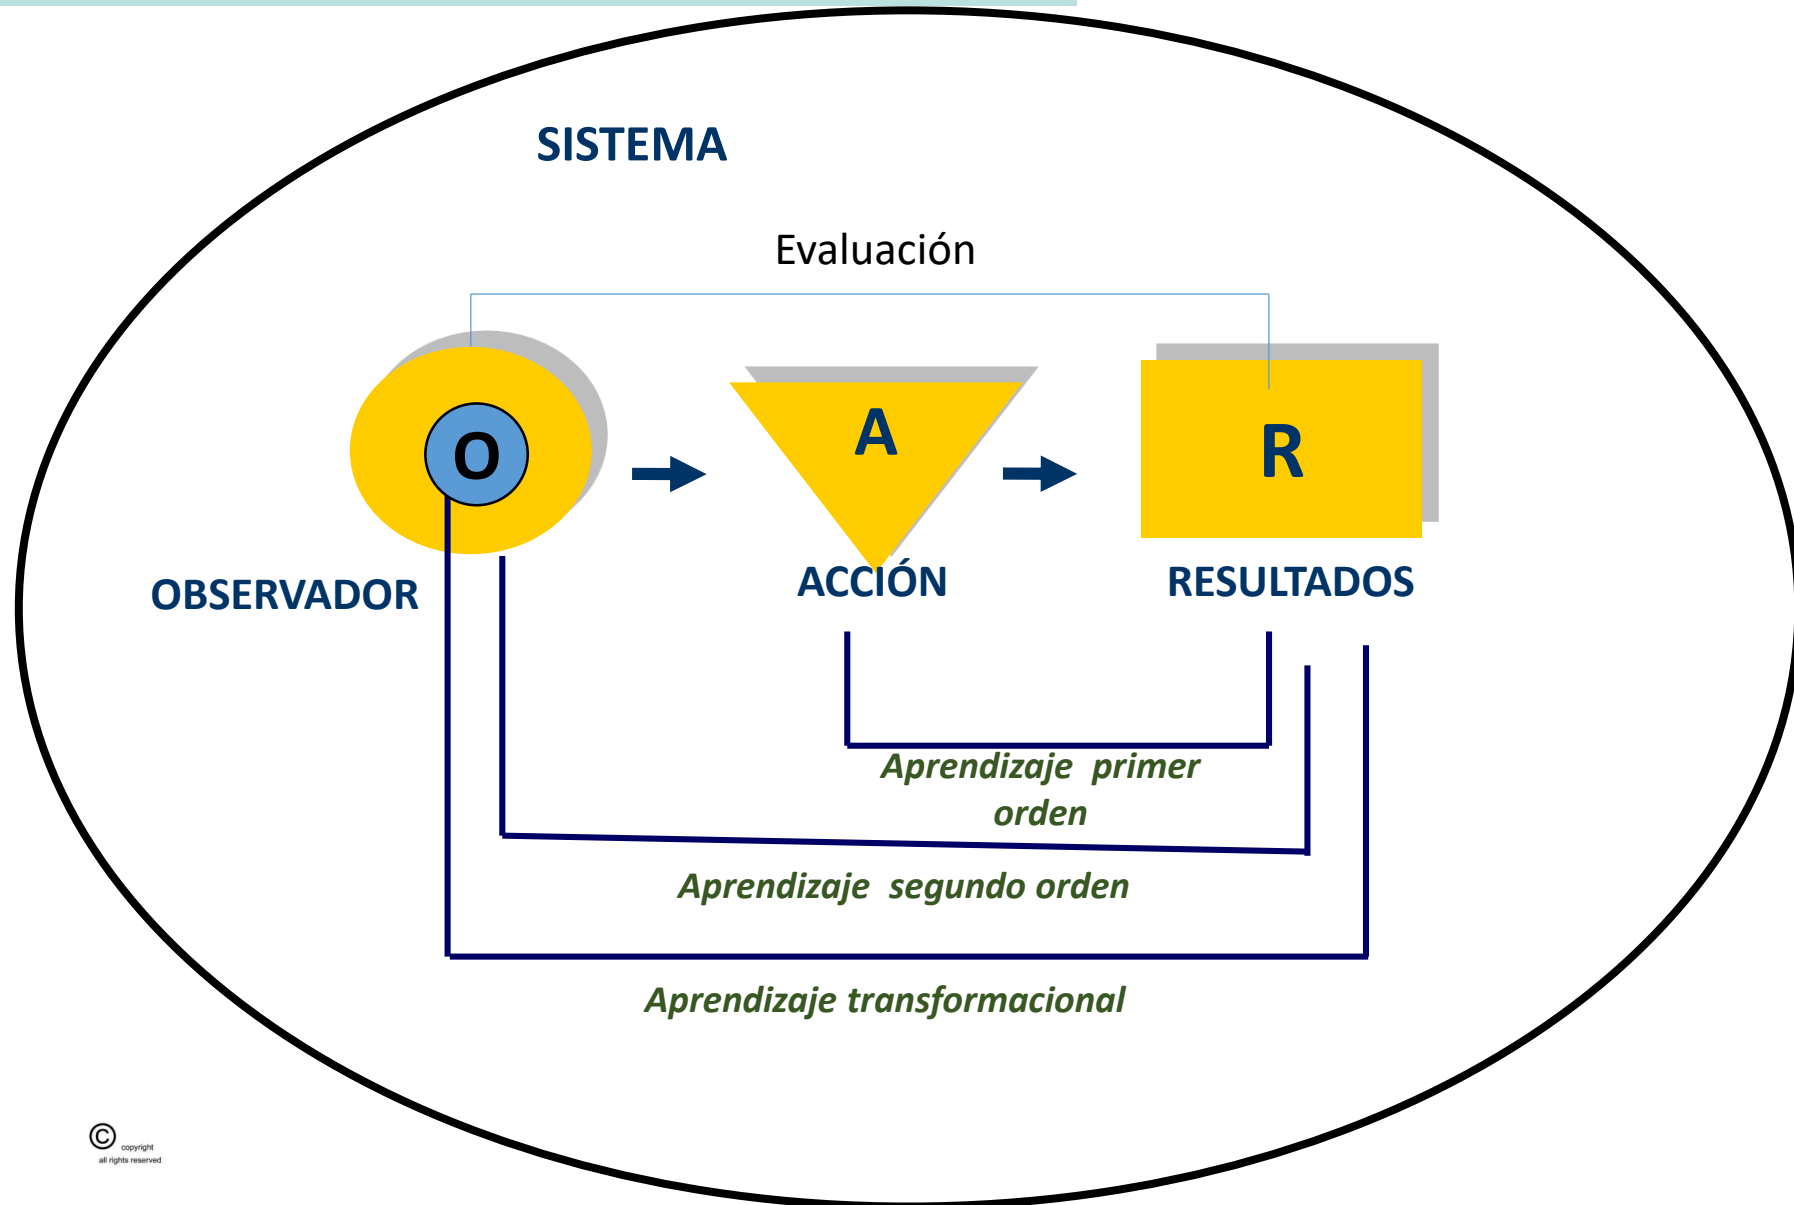 SISTEMA
Evaluación
O
A
R
OBSERVADOR
ACCIÓN
RESULTADOS
Aprendizaje  primer
orden
Aprendizaje  segundo orden
Aprendizaje transformacional
© copyright
all rights reserved